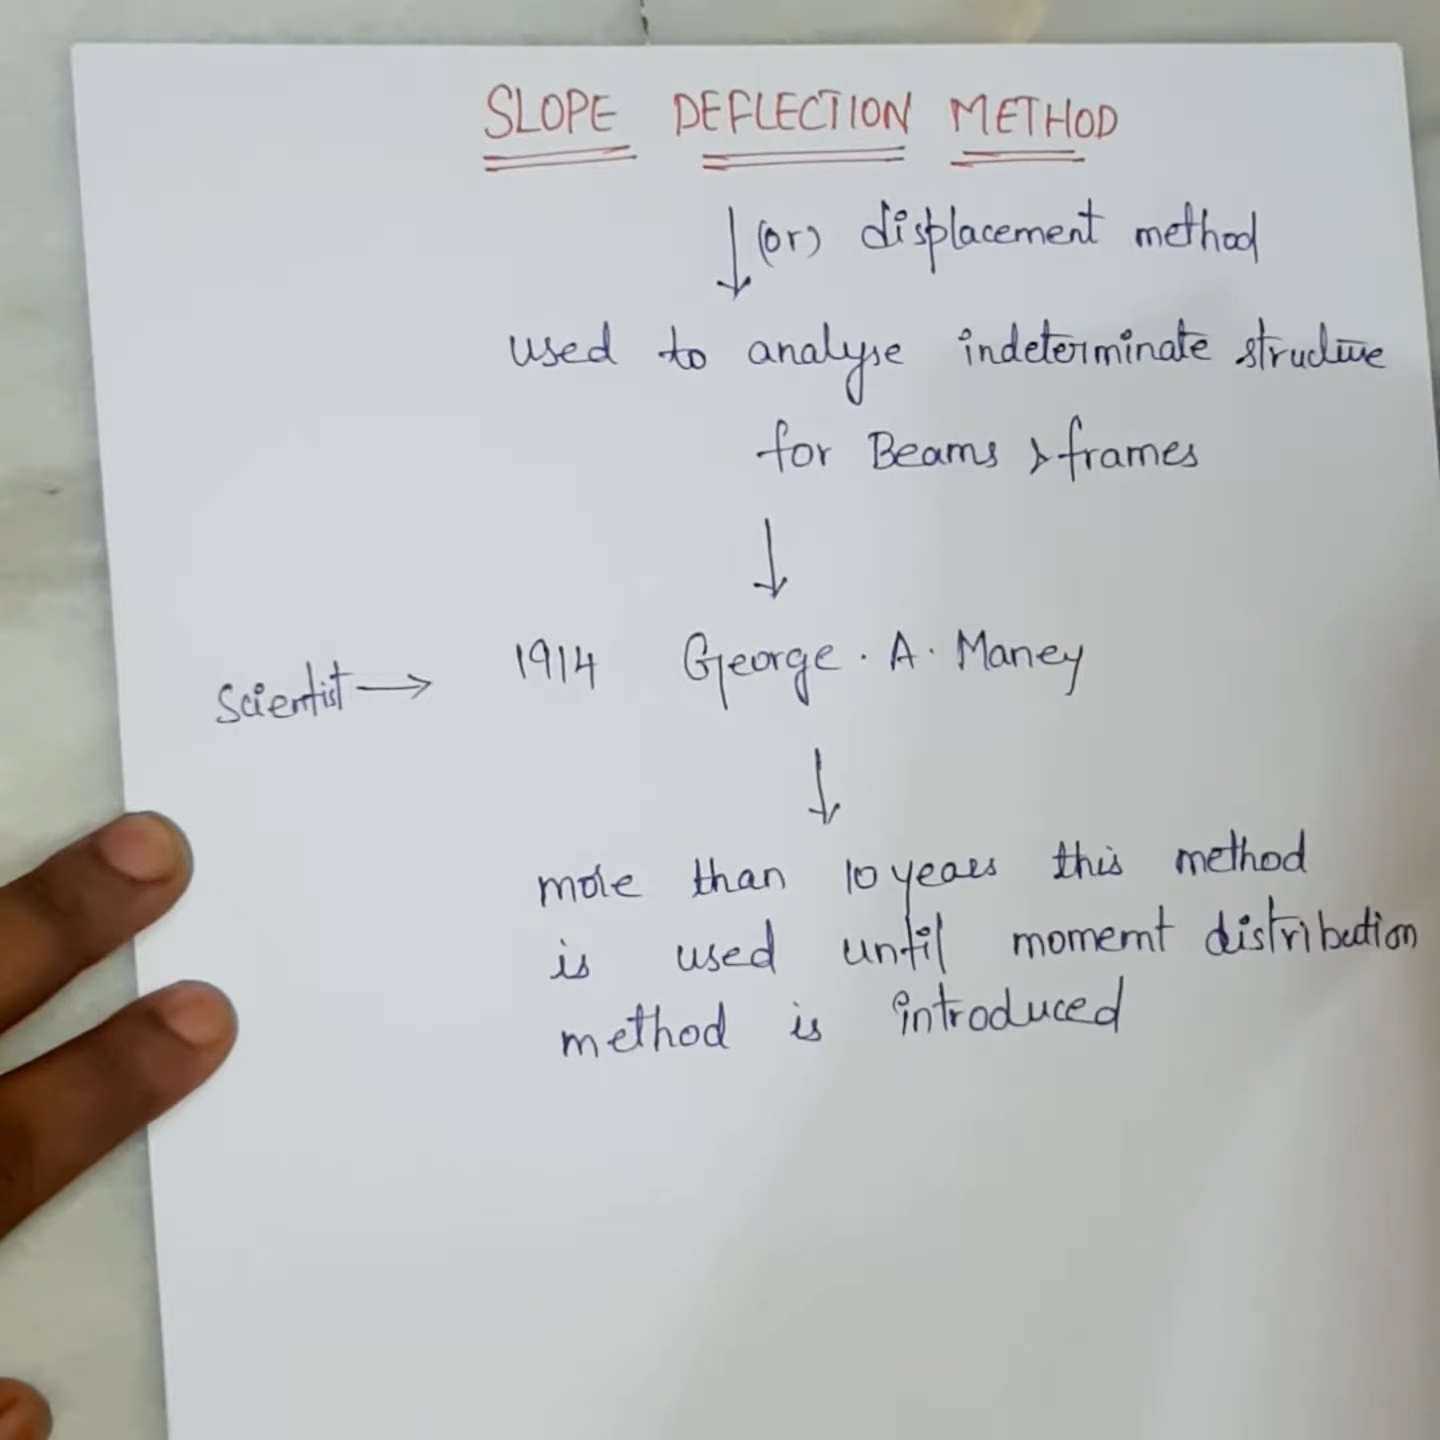 SLOPE DEFLECTION METHOD
(or) displacement method
used to analyse indeterminate structure
for Beams & frames
Scientist → 1914 George. A. Maney
more than 10 years this method
is used until moment distribution
method is introduced